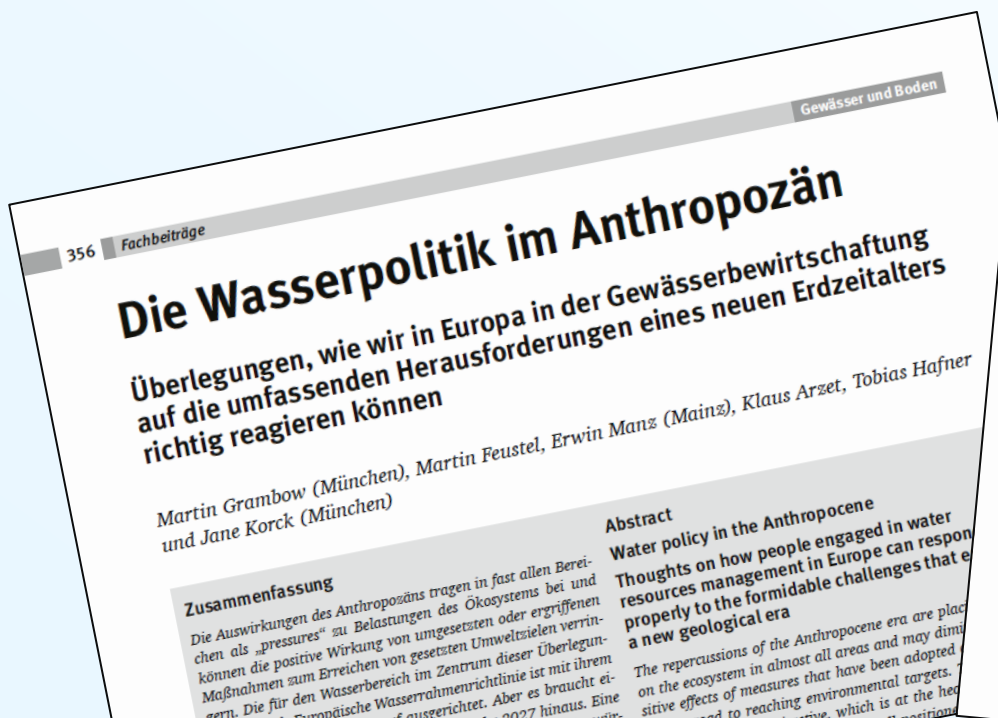 Gewässer und Boden
356 Fachbeiträge
Die Wasserpolitik im Anthropozän
Überlegungen, wie wir in Europa in der Gewässerbewirtschaftung
auf die umfassenden Herausforderungen eines neuen Erdzeitalters
richtig reagieren können
Martin Grambow (München), Martin Feustel, Erwin Manz (Mainz), Klaus Arzet, Tobias Hafner
und Jane Korck (München)
Zusammenfassung
Die Auswirkungen des Anthropozäns tragen in fast allen Berei-
chen als „pressures“ zu Belastungen des Ökosystems bei und
können die positive Wirkung von umgesetzten oder ergriffenen
Maßnahmen zum Erreichen von gesetzten Umweltzielen verrin-
gern. Die für den Wasserbereich im Zentrum dieser Überlegun-
Europäische Wasserrahmenrichtlinie ist mit ihrem
ausgerichtet. Aber es braucht ei-
2027 hinaus. Eine
Abstract
Water policy in the Anthropocene
Thoughts on how people engaged in water
resources management in Europe can respon
properly to the formidable challenges that e
a new geological era
The repercussions of the Anthropocene era are placi
on the ecosystem in almost all areas and may dimi
sitive effects of measures that have been adopted
to reaching environmental targets.
which is at the hea